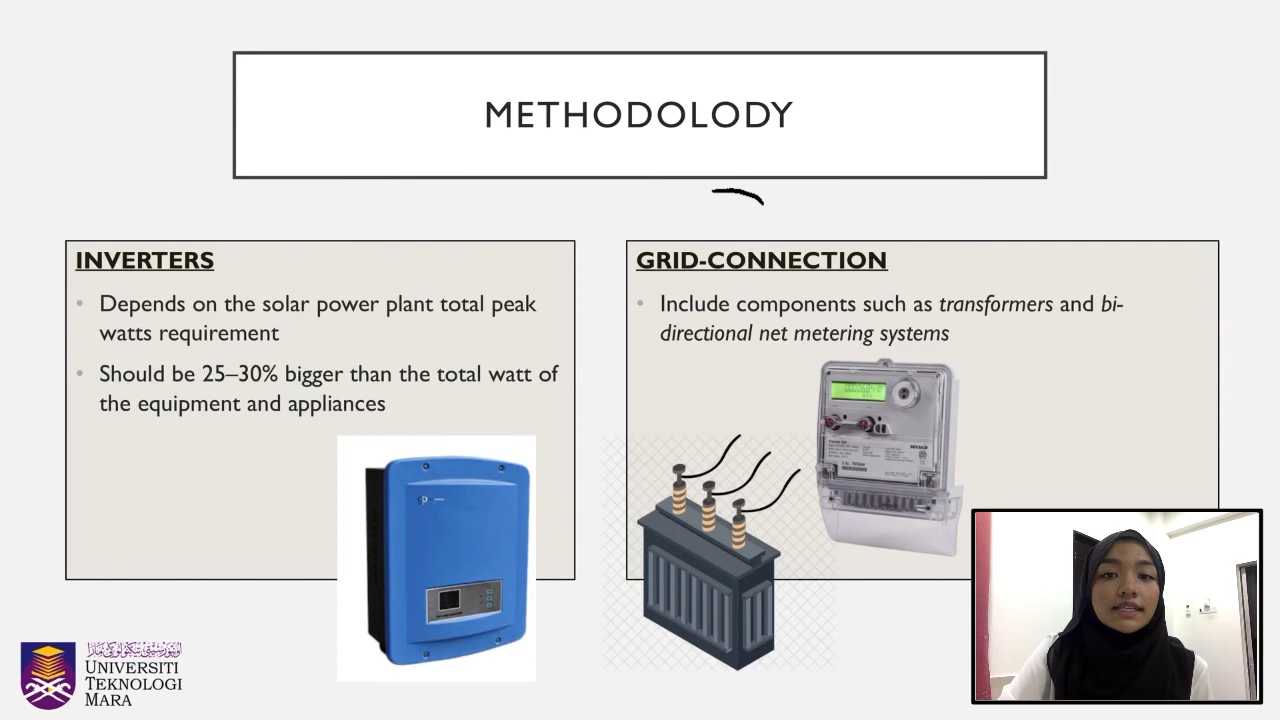 METHODOLODY
INVERTERS
Depends on the solar power plant total peak
watts requirement
Should be 25–30% bigger than the total watt of
the equipment and appliances
GRID-CONNECTION
Include components such as transformers and bi-
directional net metering systems
UNIVERSITI
TEKNOLOGI
MARA